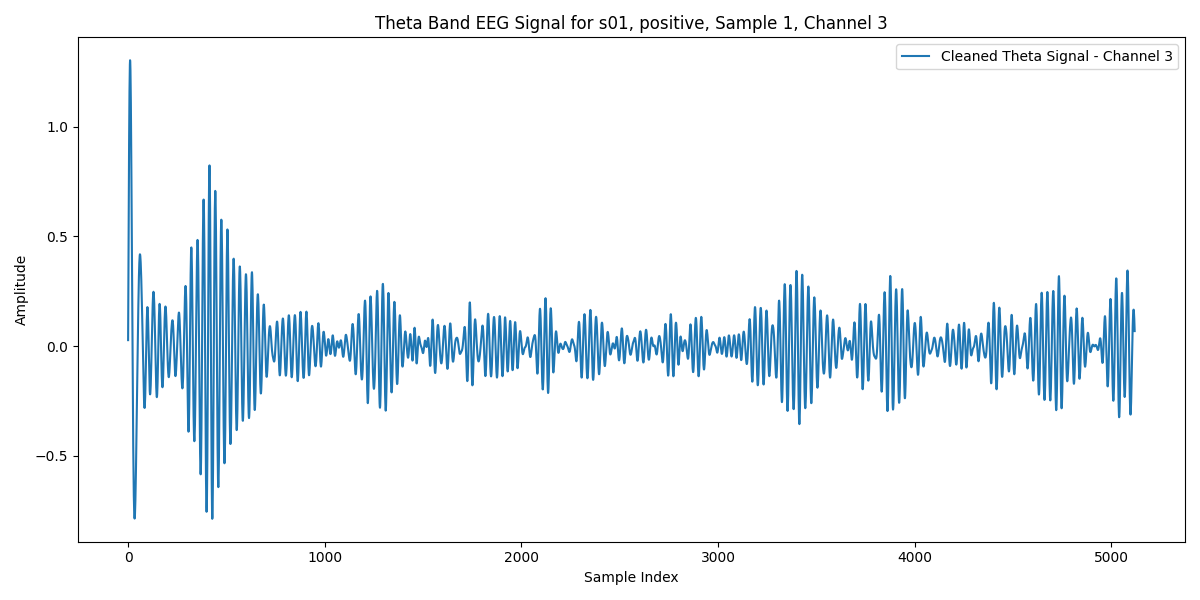 Theta Band EEG Signal for s01, positive, Sample 1, Channel 3
Cleaned Theta Signal - Channel 3
Amplitude
1.0
0.5
0.0
−0.5
0 1000 2000 3000 4000 5000
Sample Index